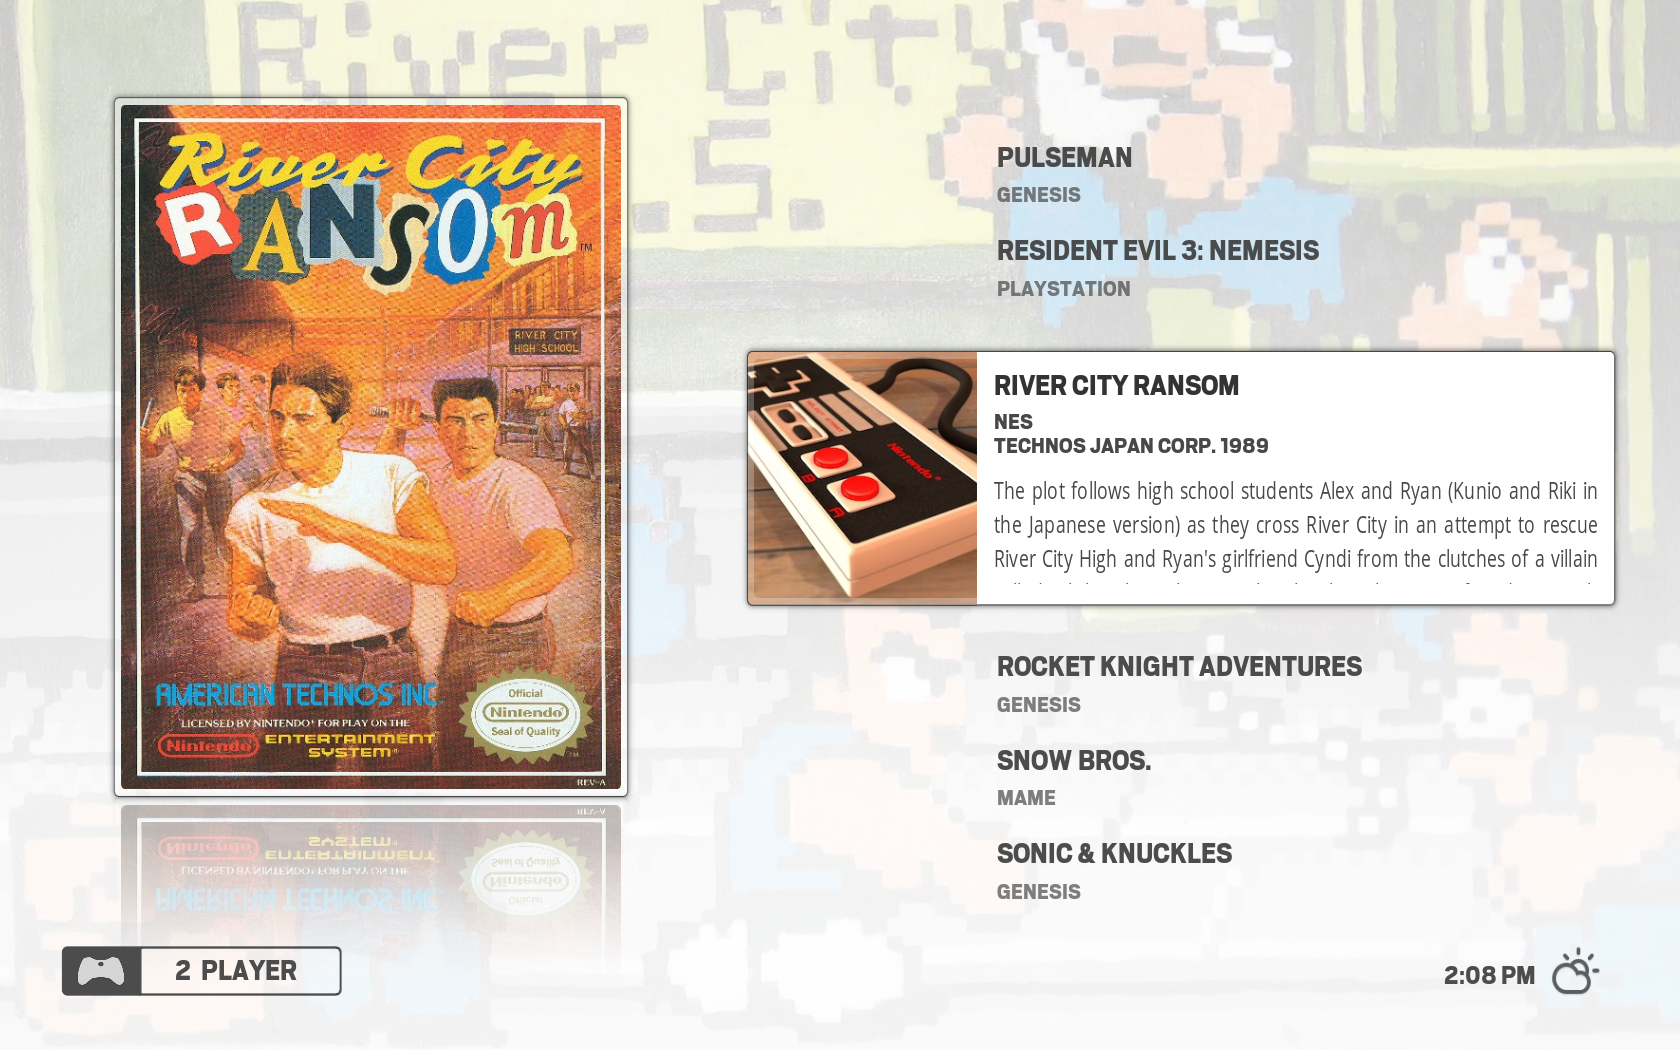 River City
R.S.
River City
RANSOM™
RIVER CITY
HIGH SCHOOL
AMERICAN TECHNOS INC.
LICENSED BY NINTENDO® FOR PLAY ON THE
Nintendo
ENTERTAINMENT
SYSTEM®
Official
Nintendo
Seal of Quality
REV-A
PULSEMAN
GENESIS
RESIDENT EVIL 3: NEMESIS
PLAYSTATION
Nintendo®
B
A
RIVER CITY RANSOM
NES
TECHNOS JAPAN CORP. 1989
The plot follows high school students Alex and Ryan (Kunio and Riki in
the Japanese version) as they cross River City in an attempt to rescue
River City High and Ryan's girlfriend Cyndi from the clutches of a villain
ROCKET KNIGHT ADVENTURES
GENESIS
SNOW BROS.
MAME
SONIC & KNUCKLES
GENESIS
2 PLAYER
2:08 PM